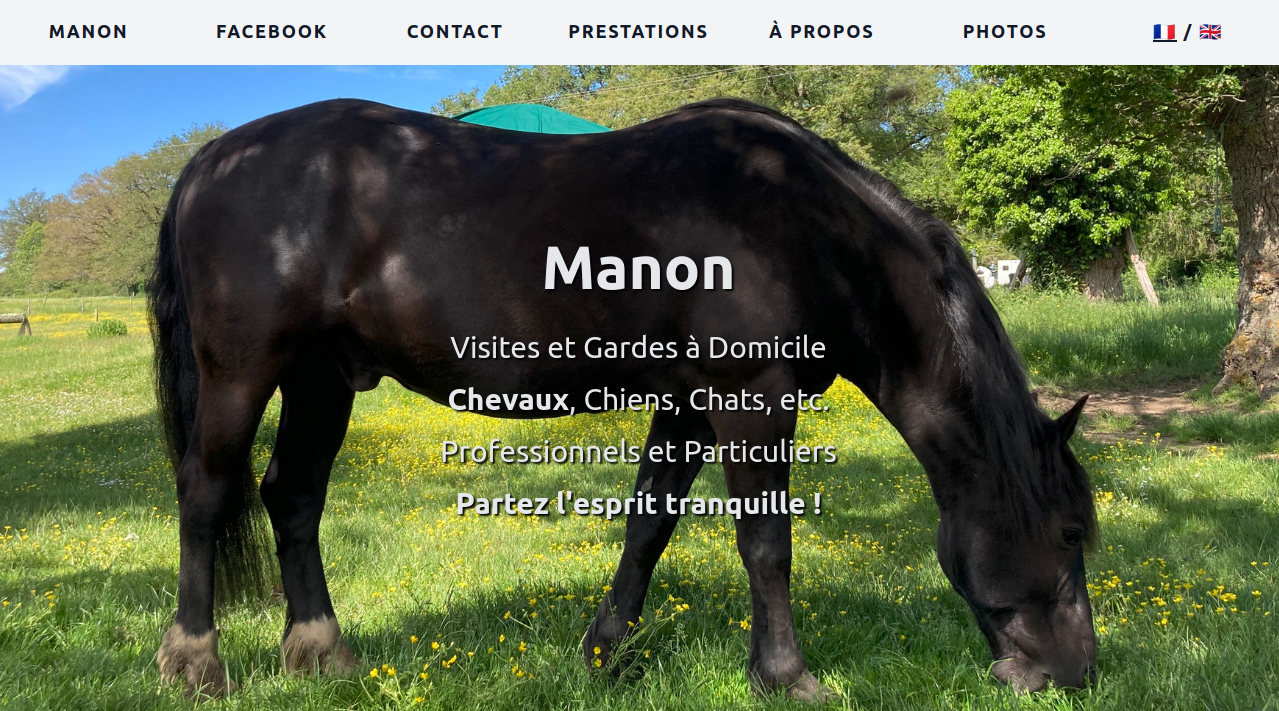 MANON FACEBOOK CONTACT PRESTATIONS À PROPOS PHOTOS 🇫🇷 / 🇬🇧
Manon
Visites et Gardes à Domicile
Chevaux, Chiens, Chats, etc.
Professionnels et Particuliers
Partez l'esprit tranquille !